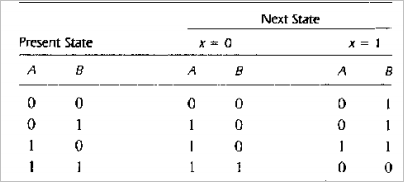 Next State
Present State x = 0 x = 1
A B A B A B
0 0 0 0 0 1
0 1 1 0 0 1
1 0 1 0 1 1
1 1 1 1 0 0